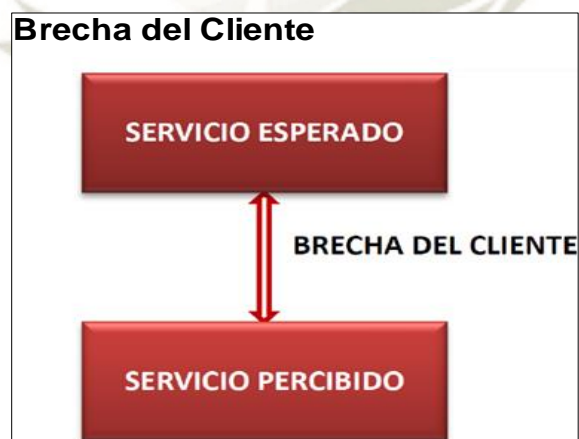 Brecha del Cliente
SERVICIO ESPERADO
BRECHA DEL CLIENTE
SERVICIO PERCIBIDO